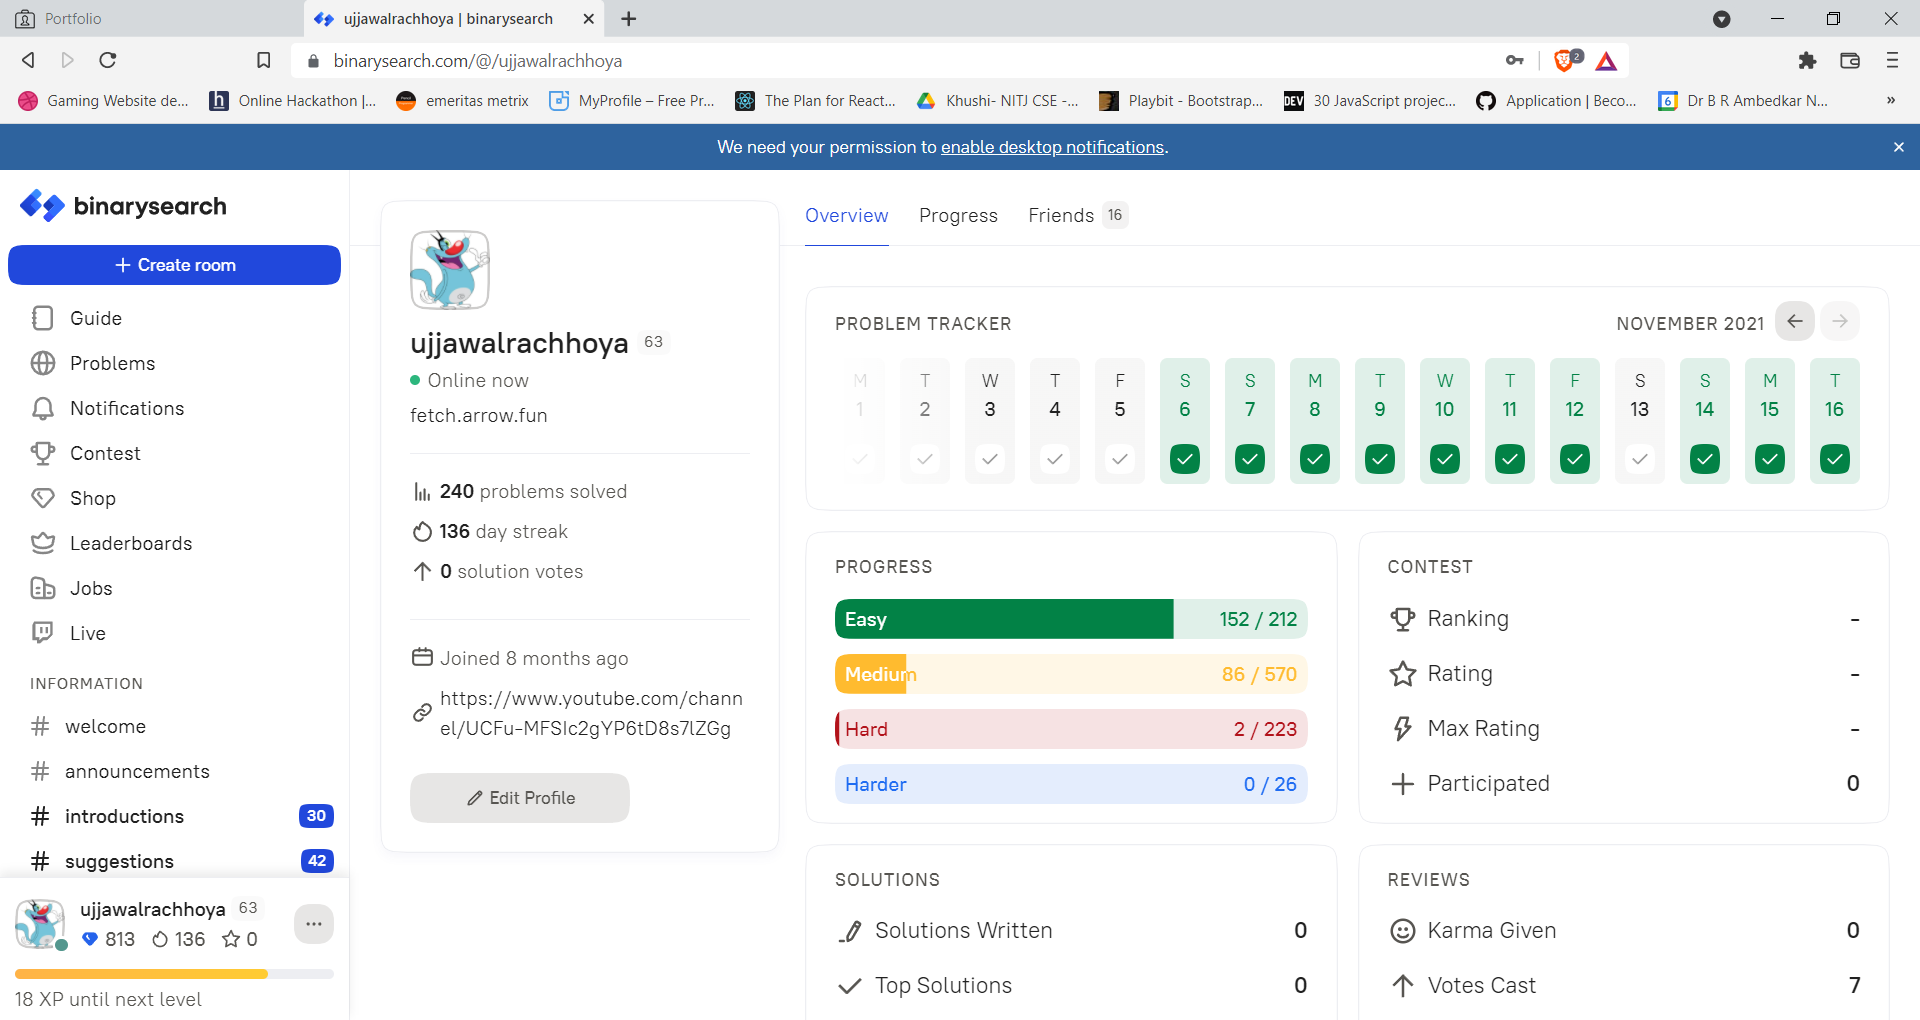 Portfolio
ujjawalrachhoya | binarysearch
binarysearch.com/@/ujjawalrachhoya
2
Gaming Website de...
h
Online Hackathon |...
emeritas metrix
MyProfile – Free Pr...
The Plan for React...
Khushi- NITJ CSE -...
Playbit - Bootstrap...
DEV
30 JavaScript projec...
Application | Beco...
6
Dr B R Ambedkar N...
»
We need your permission to enable desktop notifications.
binarysearch
+ Create room
Guide
Problems
Notifications
Contest
Shop
Leaderboards
Jobs
Live
INFORMATION
# welcome
# announcements
# introductions 30
# suggestions 42
ujjawalrachhoya 63
813 136 0
18 XP until next level
ujjawalrachhoya 63
Online now
fetch.arrow.fun
240 problems solved
136 day streak
0 solution votes
Joined 8 months ago
https://www.youtube.com/chann
el/UCFu-MFSIc2gYP6tD8s7lZGg
Edit Profile
Overview Progress Friends 16
PROBLEM TRACKER NOVEMBER 2021
M T W T F S S M T W T F S S M T
1 2 3 4 5 6 7 8 9 10 11 12 13 14 15 16
PROGRESS
Easy 152 / 212
Medium 86 / 570
Hard 2 / 223
Harder 0 / 26
CONTEST
Ranking -
Rating -
Max Rating -
Participated 0
SOLUTIONS
Solutions Written 0
Top Solutions 0
REVIEWS
Karma Given 0
Votes Cast 7